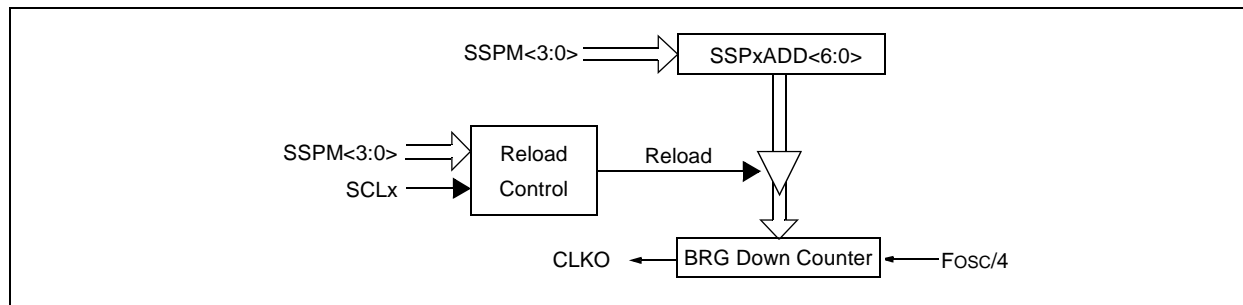 SSPM<3:0>
SSPxADD<6:0>
SSPM<3:0>
SCLx
Reload
Control
Reload
CLKO
BRG Down Counter
FOSC/4